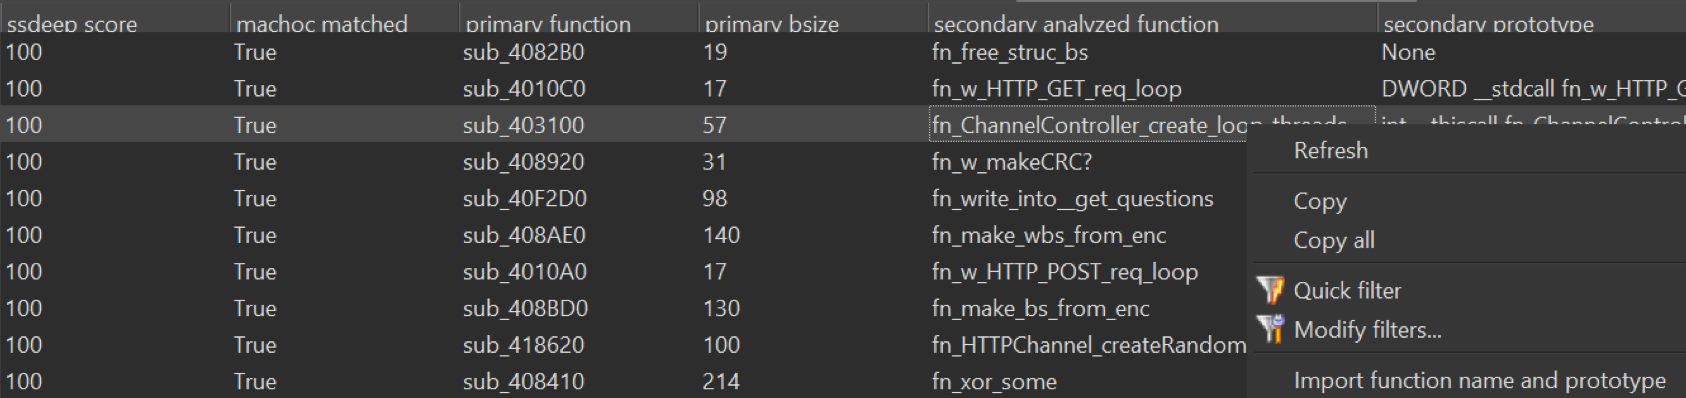 ssdeep score machoc matched primary function primary bsize secondary analyzed function secondary prototype
100 True sub_4082B0 19 fn_free_struc_bs None
100 True sub_4010C0 17 fn_w_HTTP_GET_req_loop DWORD __stdcall fn_w_HTTP_G
100 True sub_403100 57 fn_ChannelController_create_loop_threads int __thiscall fn_ChannelControl
100 True sub_408920 31 fn_w_makeCRC?
100 True sub_40F2D0 98 fn_write_into__get_questions
100 True sub_408AE0 140 fn_make_wbs_from_enc
100 True sub_4010A0 17 fn_w_HTTP_POST_req_loop
100 True sub_408BD0 130 fn_make_bs_from_enc
100 True sub_418620 100 fn_HTTPChannel_createRandom
100 True sub_408410 214 fn_xor_some
Refresh
Copy
Copy all
Quick filter
Modify filters...
Import function name and prototype